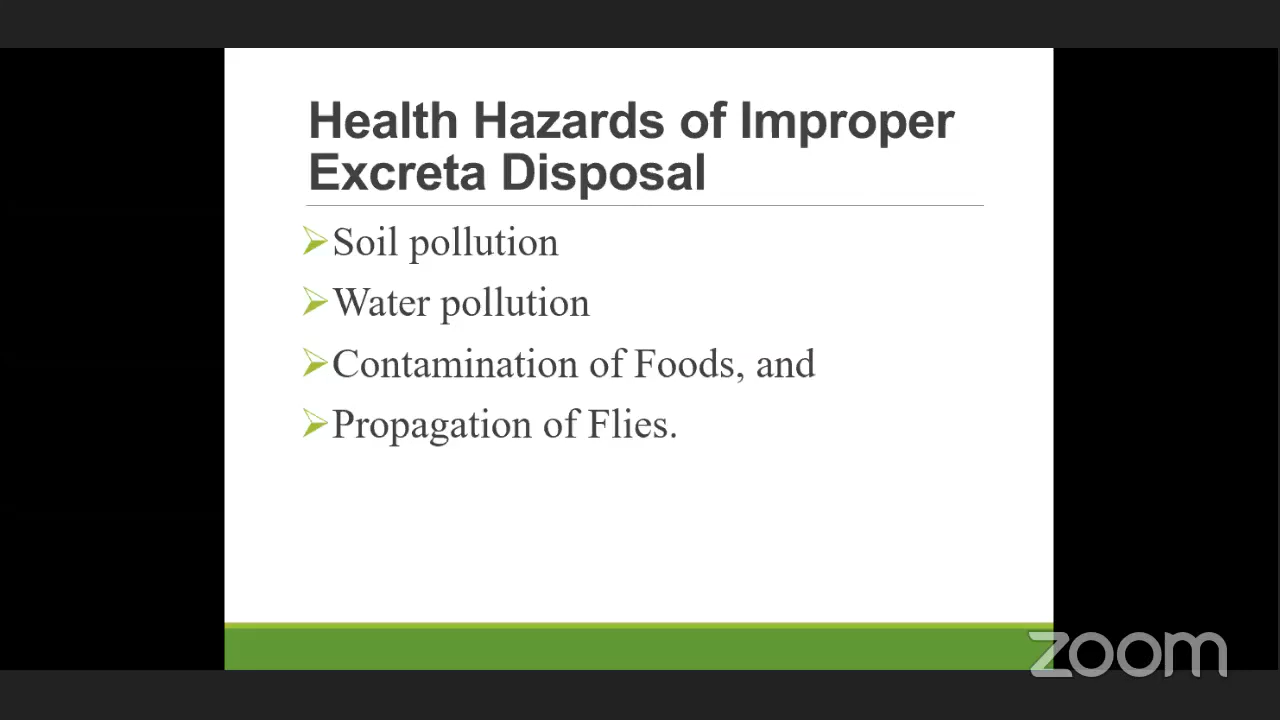 Health Hazards of Improper
Excreta Disposal
Soil pollution
Water pollution
Contamination of Foods, and
Propagation of Flies.
zoom